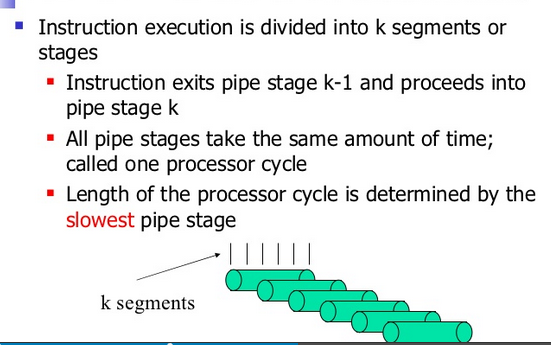 Instruction execution is divided into k segments or
stages
Instruction exits pipe stage k-1 and proceeds into
pipe stage k
All pipe stages take the same amount of time;
called one processor cycle
Length of the processor cycle is determined by the
slowest pipe stage
k segments